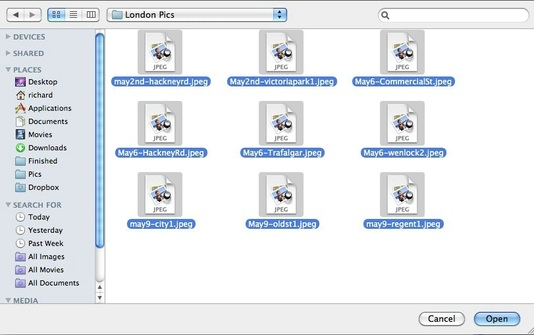 London Pics
DEVICES
SHARED
PLACES
Desktop
richard
Applications
Documents
Movies
Downloads
Finished
Pics
Dropbox
SEARCH FOR
Today
Yesterday
Past Week
All Images
All Movies
All Documents
MEDIA
JPEG JPEG JPEG
may2nd-hackneyrd.jpeg May2nd-victoriapark1.jpeg May6-CommercialSt.jpeg
JPEG JPEG JPEG
May6-HackneyRd.jpeg May6-Trafalgar.jpeg May6-wenlock2.jpeg
JPEG JPEG JPEG
may9-city1.jpeg May9-oldst1.jpeg may9-regent1.jpeg
Cancel Open